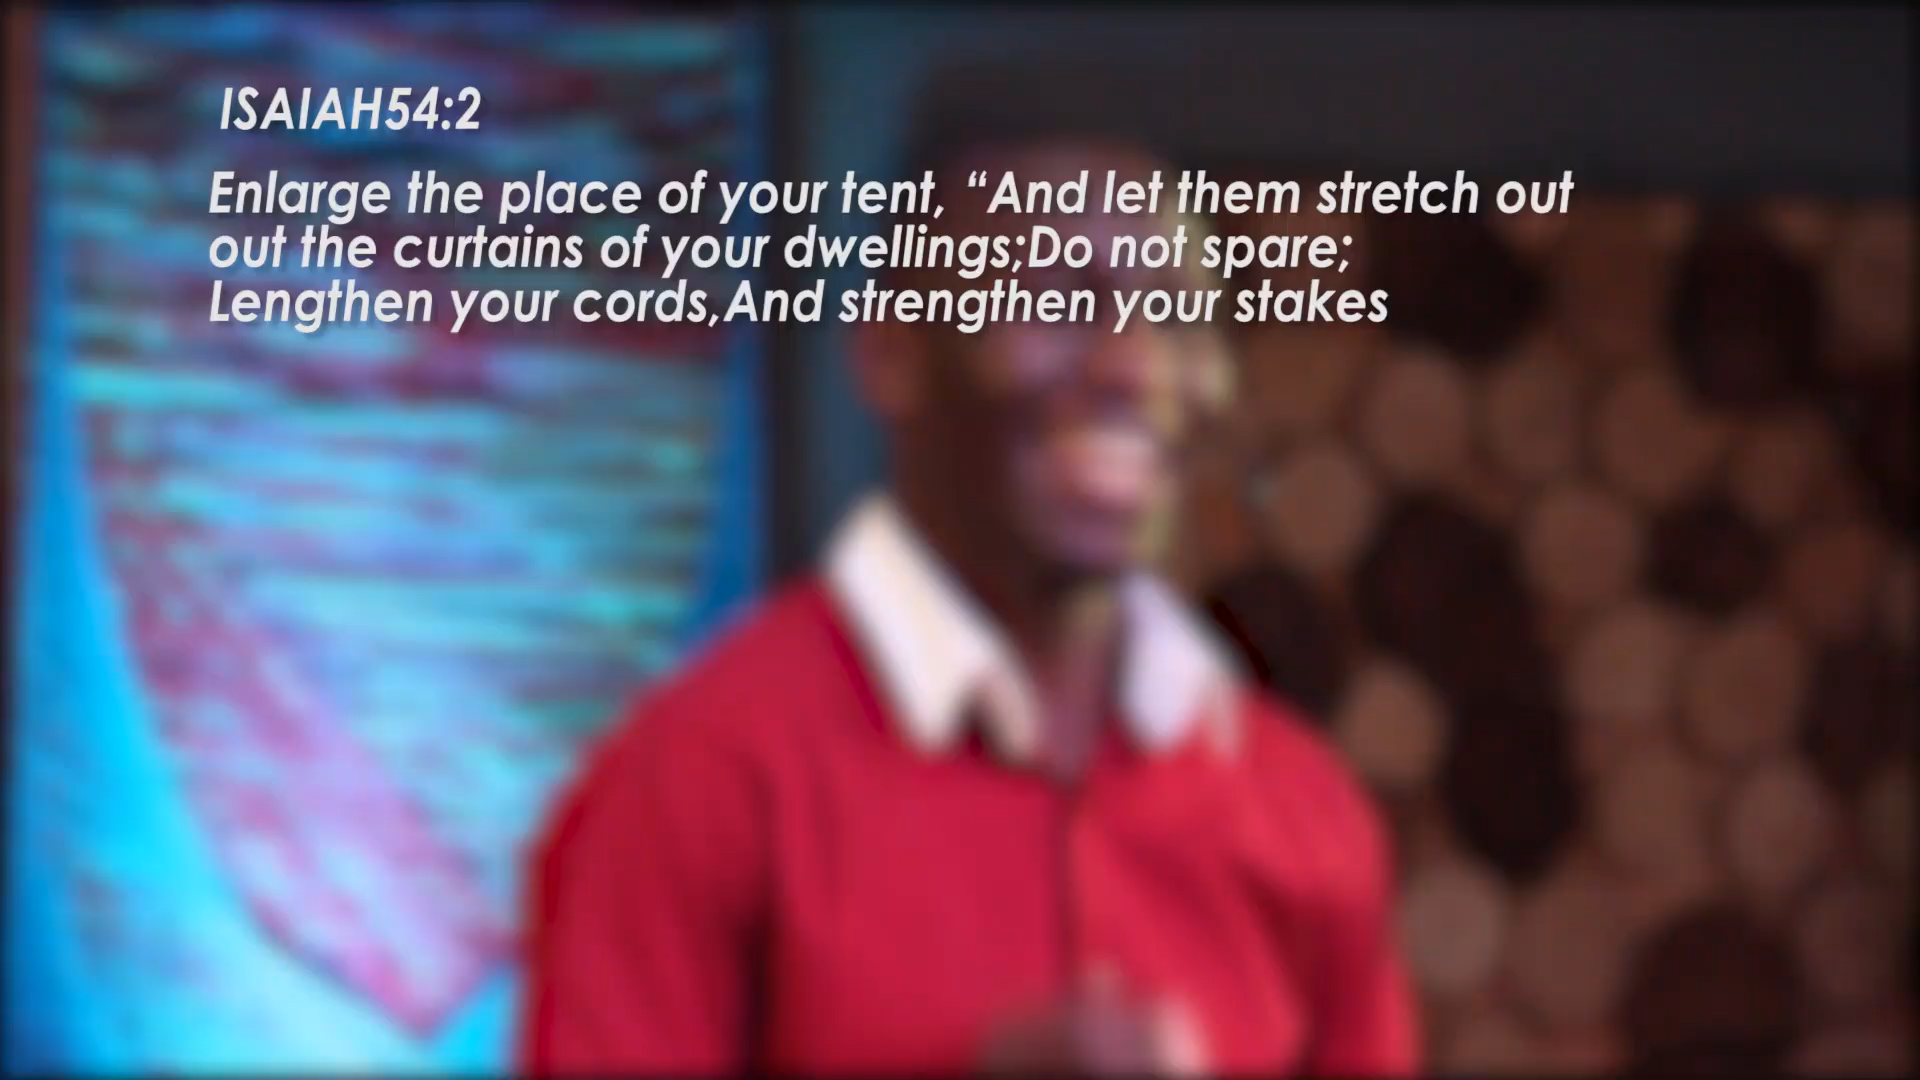 ISAIAH54:2
Enlarge the place of your tent, “And let them stretch out
out the curtains of your dwellings;Do not spare;
Lengthen your cords,And strengthen your stakes